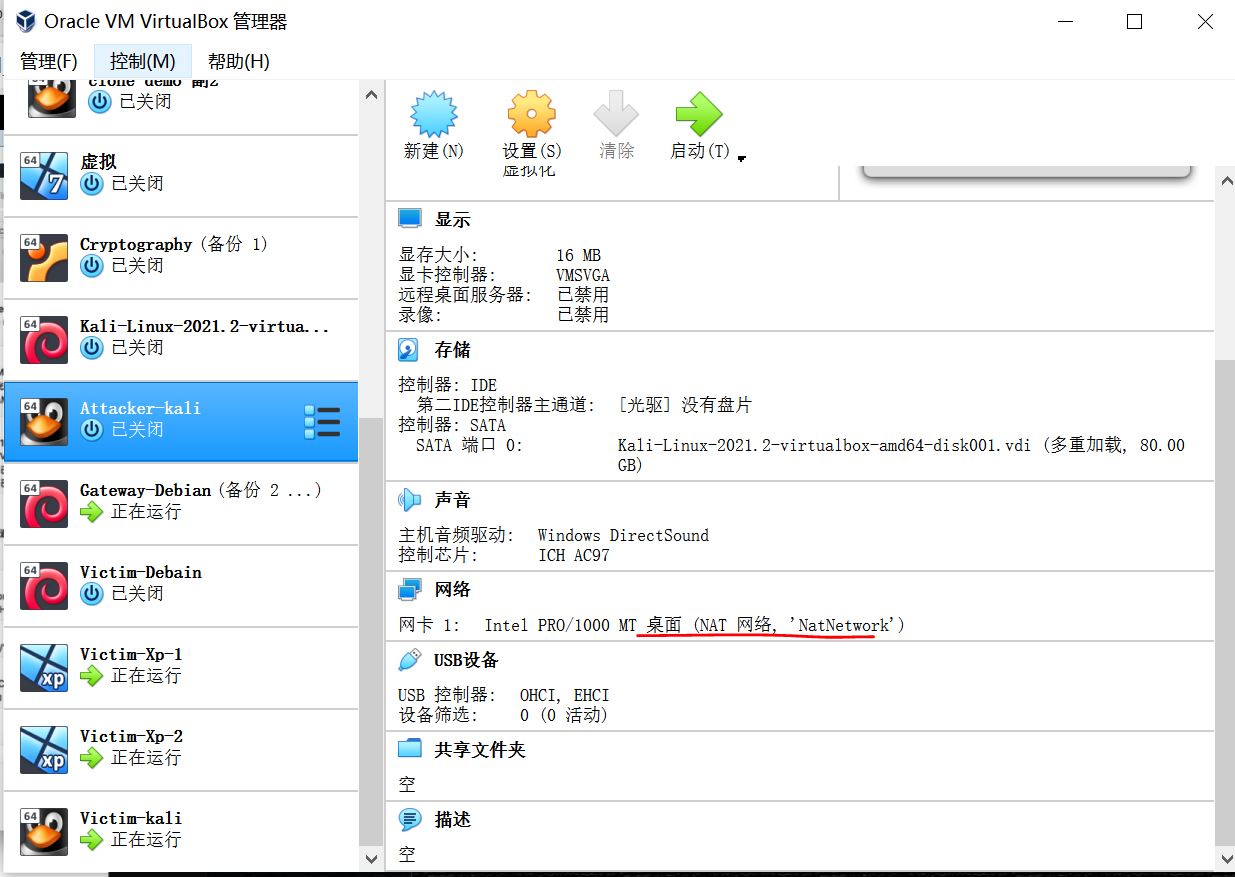 Oracle VM VirtualBox 管理器
管理(F) 控制(M) 帮助(H)
clone demo 副2
已关闭
64
虚拟
7
已关闭
64
Cryptography (备份 1)
已关闭
64
Kali-Linux-2021.2-virtua...
已关闭
64
Attacker-kali
已关闭
64
Gateway-Debian (备份 2 ...)
正在运行
64
Victim-Debain
已关闭
Victim-Xp-1
xp
正在运行
Victim-Xp-2
xp
正在运行
64
Victim-kali
正在运行
新建(N) 设置(S) 清除 启动(T)
虚拟化
显示
显存大小: 16 MB
显卡控制器: VMSVGA
远程桌面服务器: 已禁用
录像: 已禁用
存储
控制器: IDE
第二IDE控制器主通道: [光驱] 没有盘片
控制器: SATA
SATA 端口 0: Kali-Linux-2021.2-virtualbox-amd64-disk001.vdi (多重加载, 80.00
GB)
声音
主机音频驱动: Windows DirectSound
控制芯片: ICH AC97
网络
网卡 1: Intel PRO/1000 MT 桌面 (NAT 网络, 'NatNetwork')
USB设备
USB 控制器: OHCI, EHCI
设备筛选: 0 (0 活动)
共享文件夹
空
描述
空